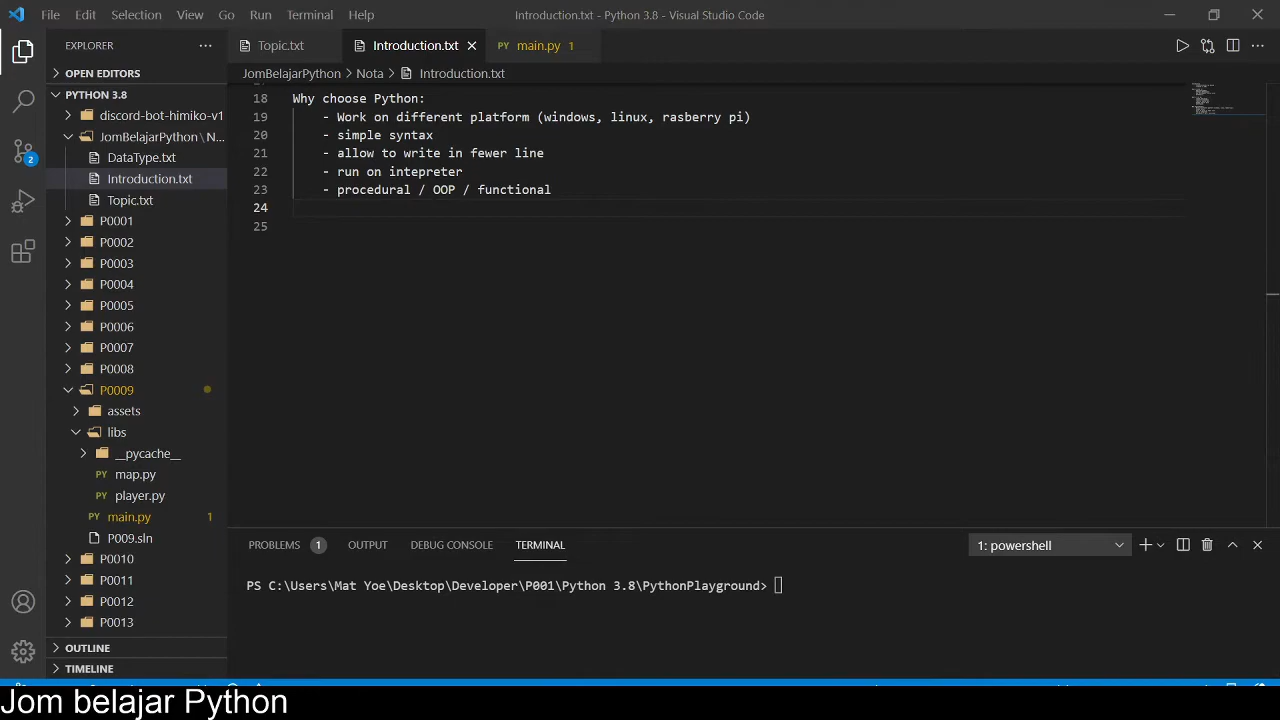 File Edit Selection View Go Run Terminal Help Introduction.txt - Python 3.8 - Visual Studio Code
EXPLORER
OPEN EDITORS
PYTHON 3.8
discord-bot-himiko-v1
JomBelajarPython\N...
DataType.txt
Introduction.txt
Topic.txt
P0001
P0002
P0003
P0004
P0005
P0006
P0007
P0008
P0009
assets
libs
__pycache__
map.py
player.py
main.py 1
P009.sln
P0010
P0011
P0012
P0013
OUTLINE
TIMELINE
2
Topic.txt Introduction.txt main.py 1
JomBelajarPython > Nota > Introduction.txt
18 Why choose Python:
19 - Work on different platform (windows, linux, rasberry pi)
20 - simple syntax
21 - allow to write in fewer line
22 - run on intepreter
23 - procedural / OOP / functional
24
25
PROBLEMS 1 OUTPUT DEBUG CONSOLE TERMINAL 1: powershell
PS C:\Users\Mat Yoe\Desktop\Developer\P001\Python 3.8\PythonPlayground>
Jom belajar Python